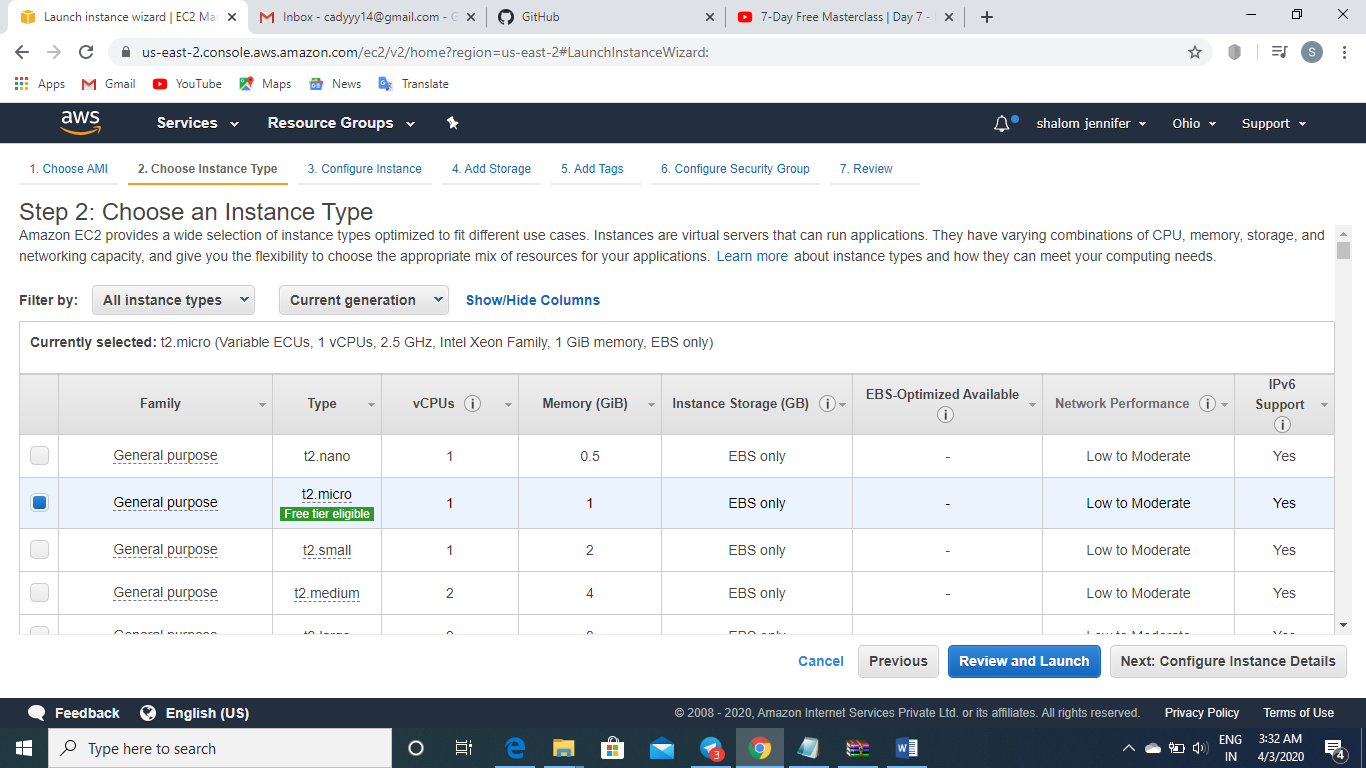 Launch instance wizard | EC2 Man
Inbox - cadyyy14@gmail.com - G
GitHub
7-Day Free Masterclass | Day 7 -
us-east-2.console.aws.amazon.com/ec2/v2/home?region=us-east-2#LaunchInstanceWizard:
S
Apps Gmail YouTube Maps News Translate
aws Services Resource Groups shalom jennifer Ohio Support
1. Choose AMI 2. Choose Instance Type 3. Configure Instance 4. Add Storage 5. Add Tags 6. Configure Security Group 7. Review
Step 2: Choose an Instance Type
Amazon EC2 provides a wide selection of instance types optimized to fit different use cases. Instances are virtual servers that can run applications. They have varying combinations of CPU, memory, storage, and
networking capacity, and give you the flexibility to choose the appropriate mix of resources for your applications. Learn more about instance types and how they can meet your computing needs.
Filter by: All instance types Current generation Show/Hide Columns
Currently selected: t2.micro (Variable ECUs, 1 vCPUs, 2.5 GHz, Intel Xeon Family, 1 GiB memory, EBS only)
Family Type vCPUs Memory (GiB) Instance Storage (GB) EBS-Optimized Available Network Performance IPv6
Support
General purpose t2.nano 1 0.5 EBS only - Low to Moderate Yes
General purpose t2.micro 1 1 EBS only - Low to Moderate Yes
Free tier eligible
General purpose t2.small 1 2 EBS only - Low to Moderate Yes
General purpose t2.medium 2 4 EBS only - Low to Moderate Yes
Cancel Previous Review and Launch Next: Configure Instance Details
Feedback English (US) © 2008 - 2020, Amazon Internet Services Private Ltd. or its affiliates. All rights reserved. Privacy Policy Terms of Use
Type here to search
3
ENG
IN
3:32 AM
4/3/2020
4